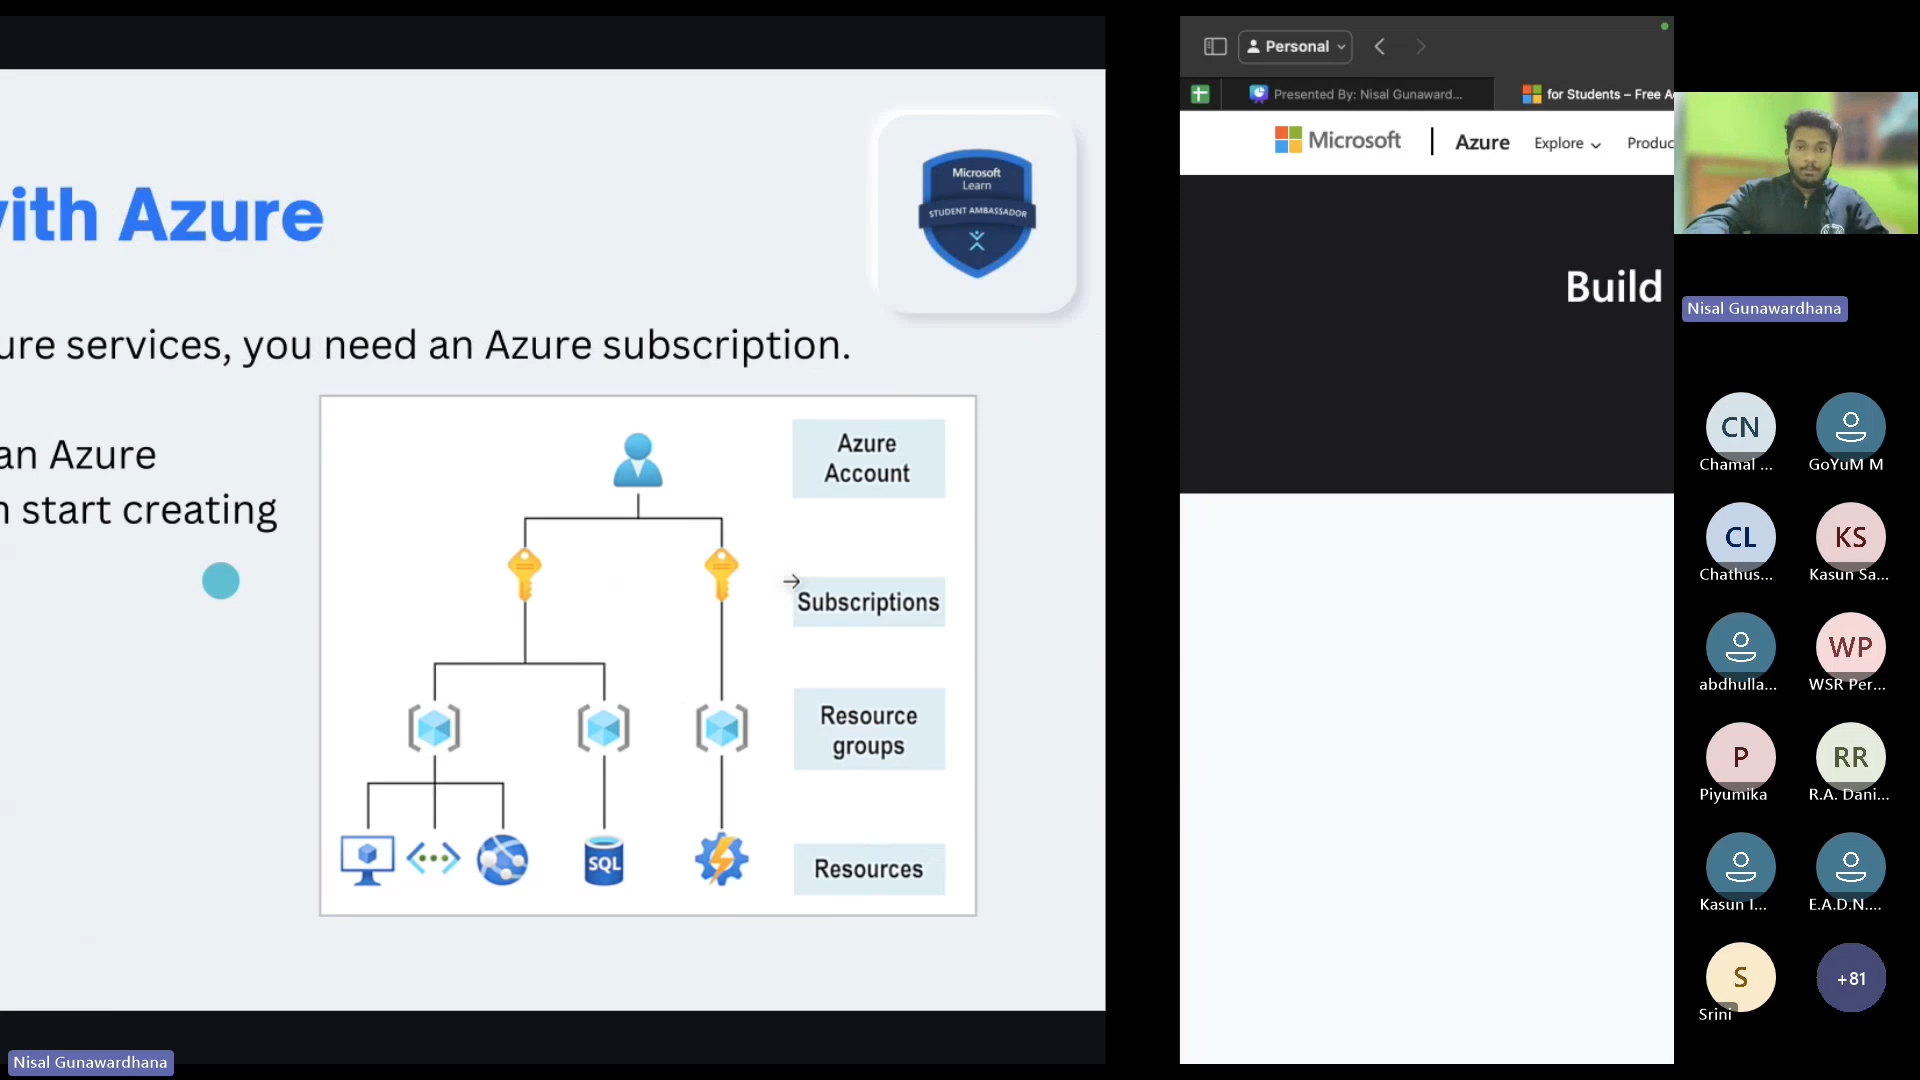 with Azure
Microsoft
Learn
STUDENT AMBASSADOR
ure services, you need an Azure subscription.
an Azure
n start creating
Azure
Account
Subscriptions
Resource
groups
SQL
Resources
Nisal Gunawardhana
Personal
Presented By: Nisal Gunaward...
for Students – Free A
Microsoft
Azure
Explore
Produc
Build
Nisal Gunawardhana
CN
Chamal ...
GoYuM M
CL
Chathus...
KS
Kasun Sa...
abdhulla...
WP
WSR Per...
P
Piyumika
RR
R.A. Dani...
Kasun I...
E.A.D.N....
S
Srini
+81